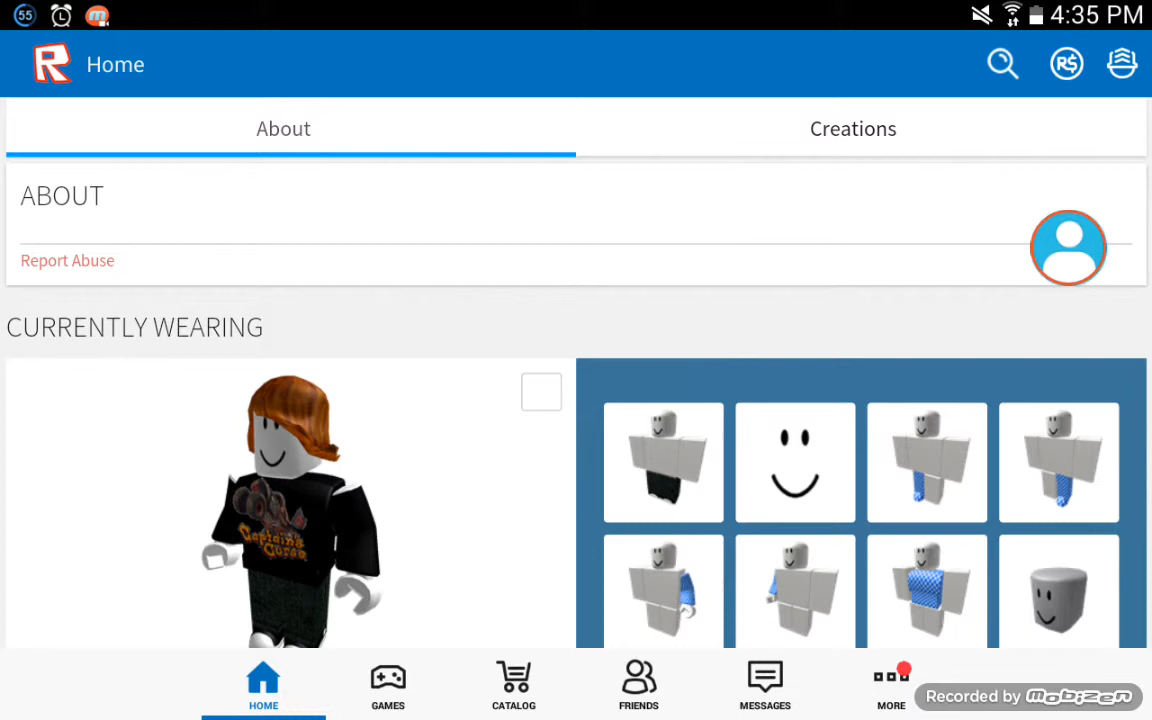 55 L m 4:35 PM
R Home R$
About Creations
ABOUT
Report Abuse
CURRENTLY WEARING
Captains
Curse
HOME GAMES CATALOG FRIENDS MESSAGES MORE
Recorded by mobizen